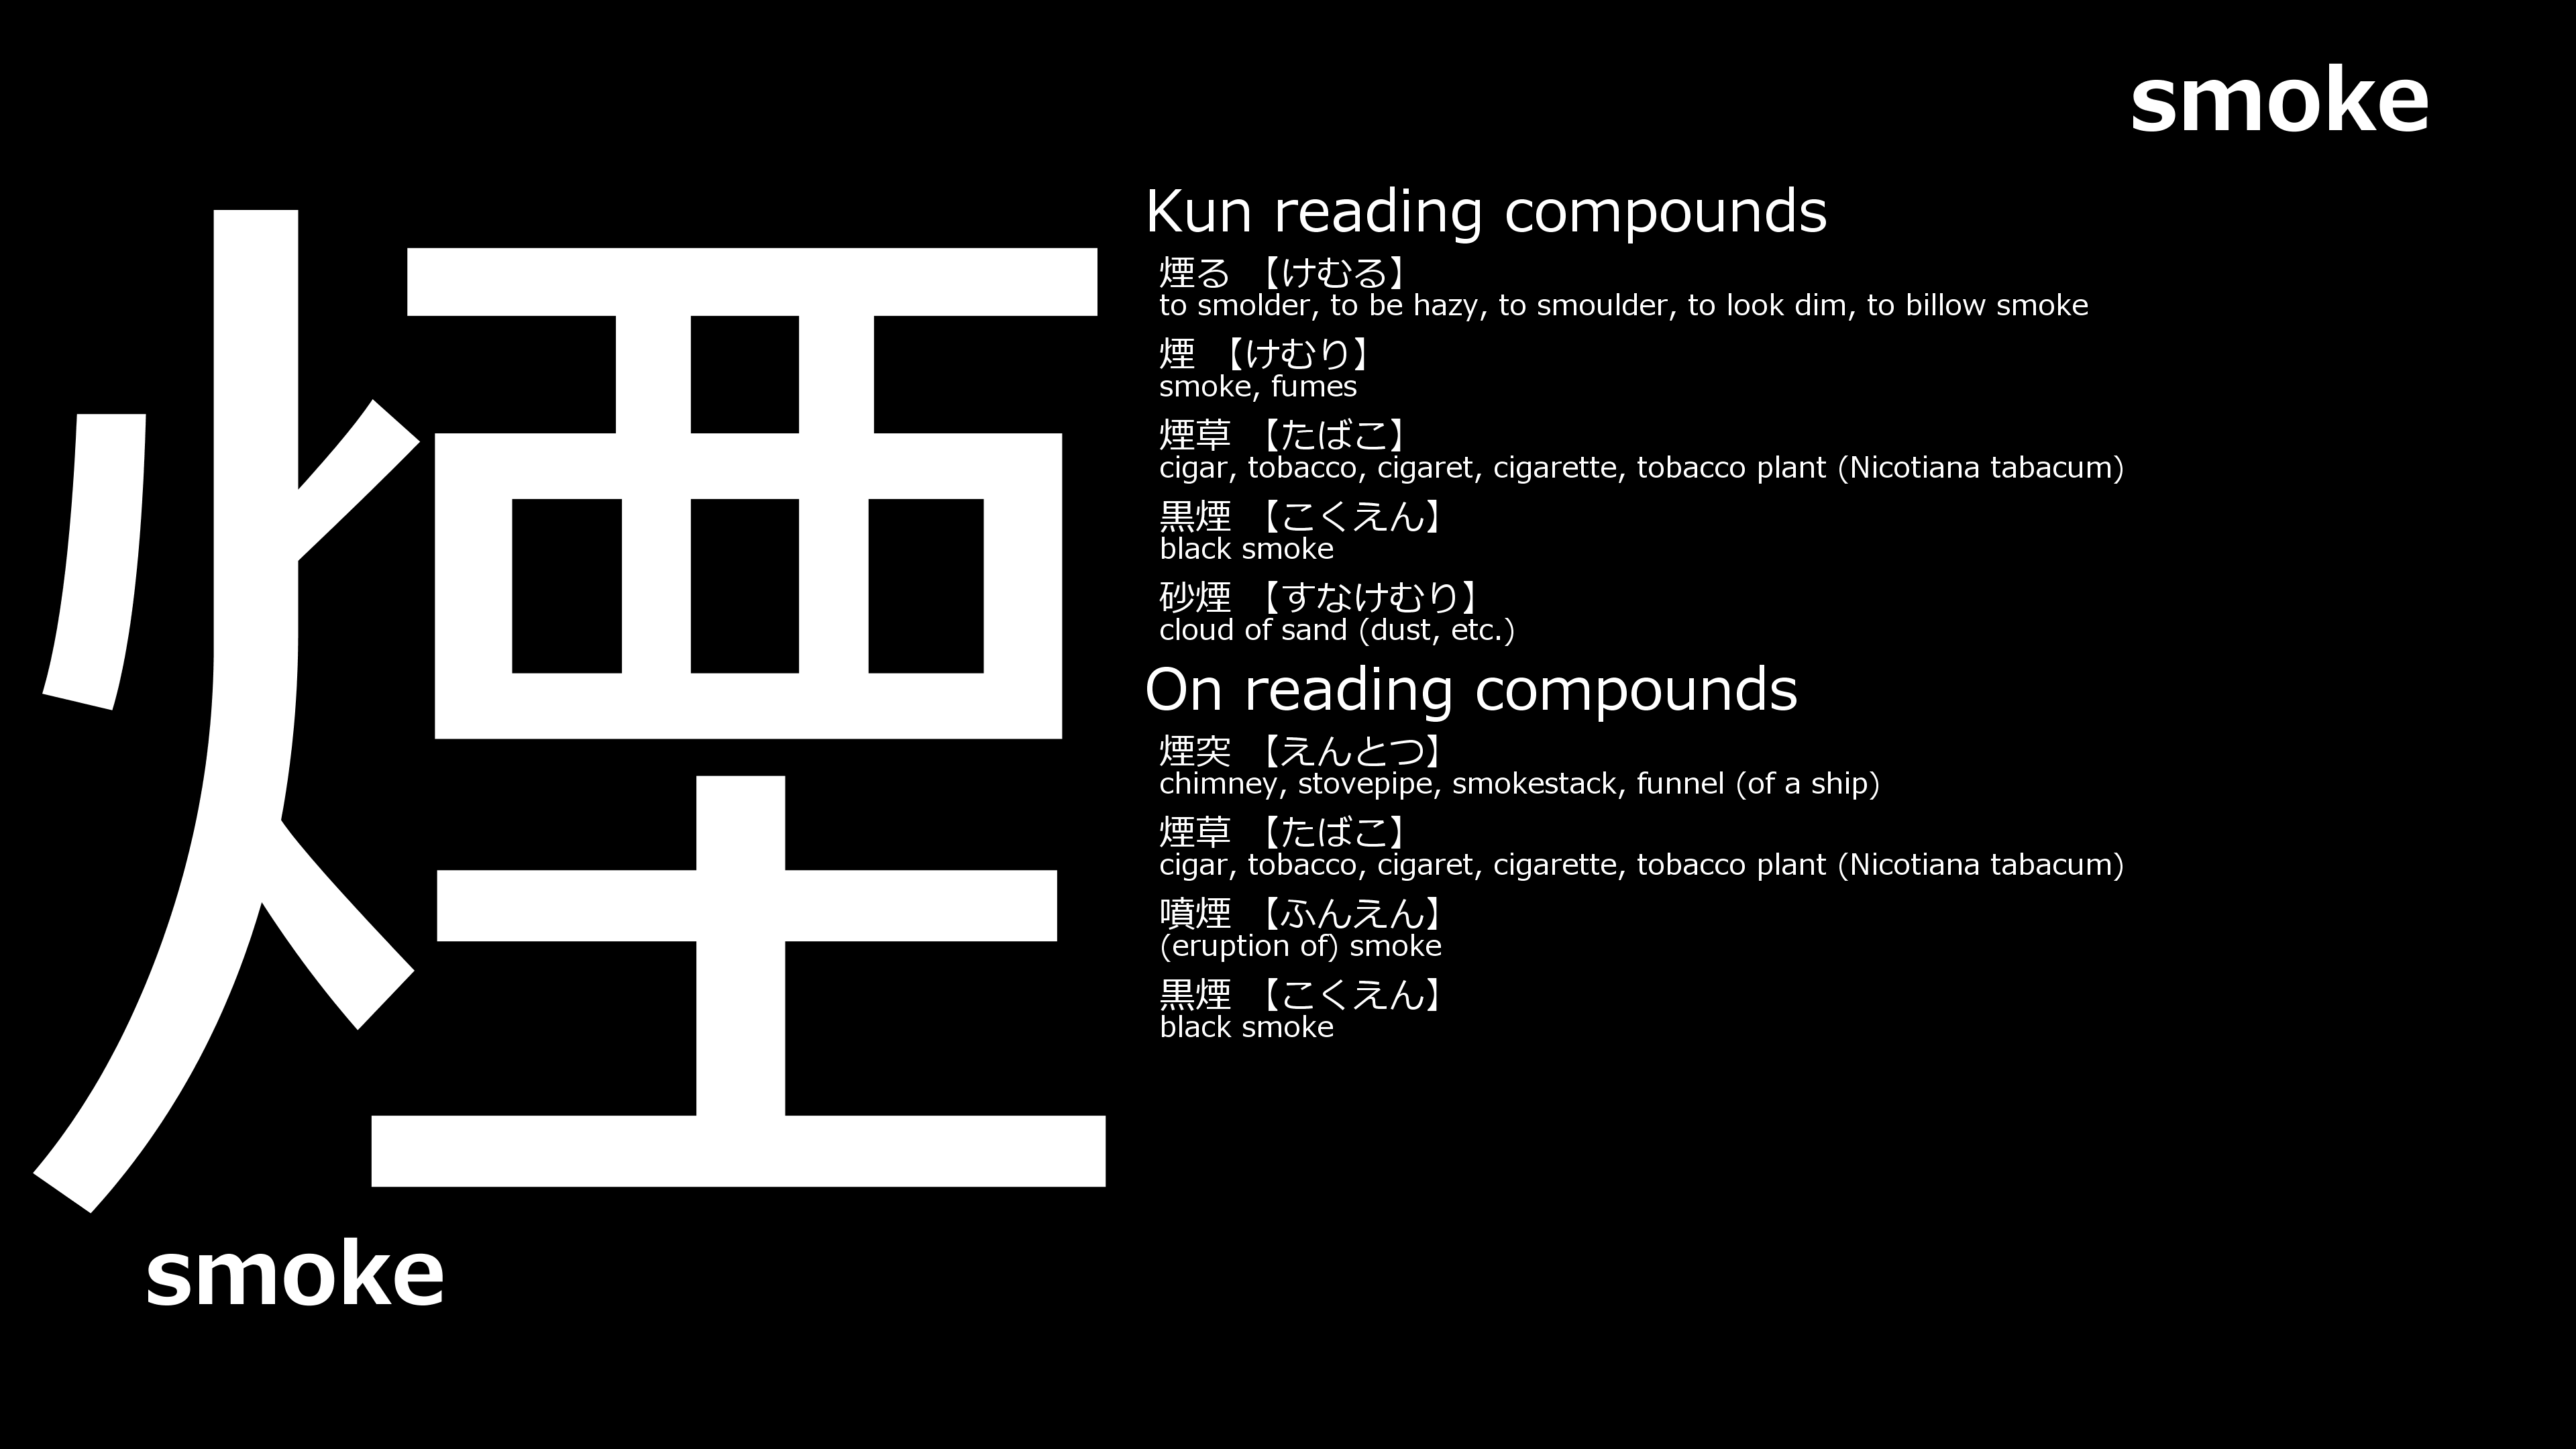 smoke
煙
Kun reading compounds
煙る 【けむる】
to smolder, to be hazy, to smoulder, to look dim, to billow smoke
煙 【けむり】
smoke, fumes
煙草 【たばこ】
cigar, tobacco, cigaret, cigarette, tobacco plant (Nicotiana tabacum)
黒煙 【こくえん】
black smoke
砂煙 【すなけむり】
cloud of sand (dust, etc.)
On reading compounds
煙突 【えんとつ】
chimney, stovepipe, smokestack, funnel (of a ship)
煙草 【たばこ】
cigar, tobacco, cigaret, cigarette, tobacco plant (Nicotiana tabacum)
噴煙 【ふんえん】
(eruption of) smoke
黒煙 【こくえん】
black smoke
smoke